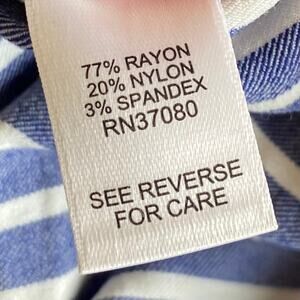 77% RAYON
20% NYLON
3% SPANDEX
RN37080
SEE REVERSE
FOR CARE